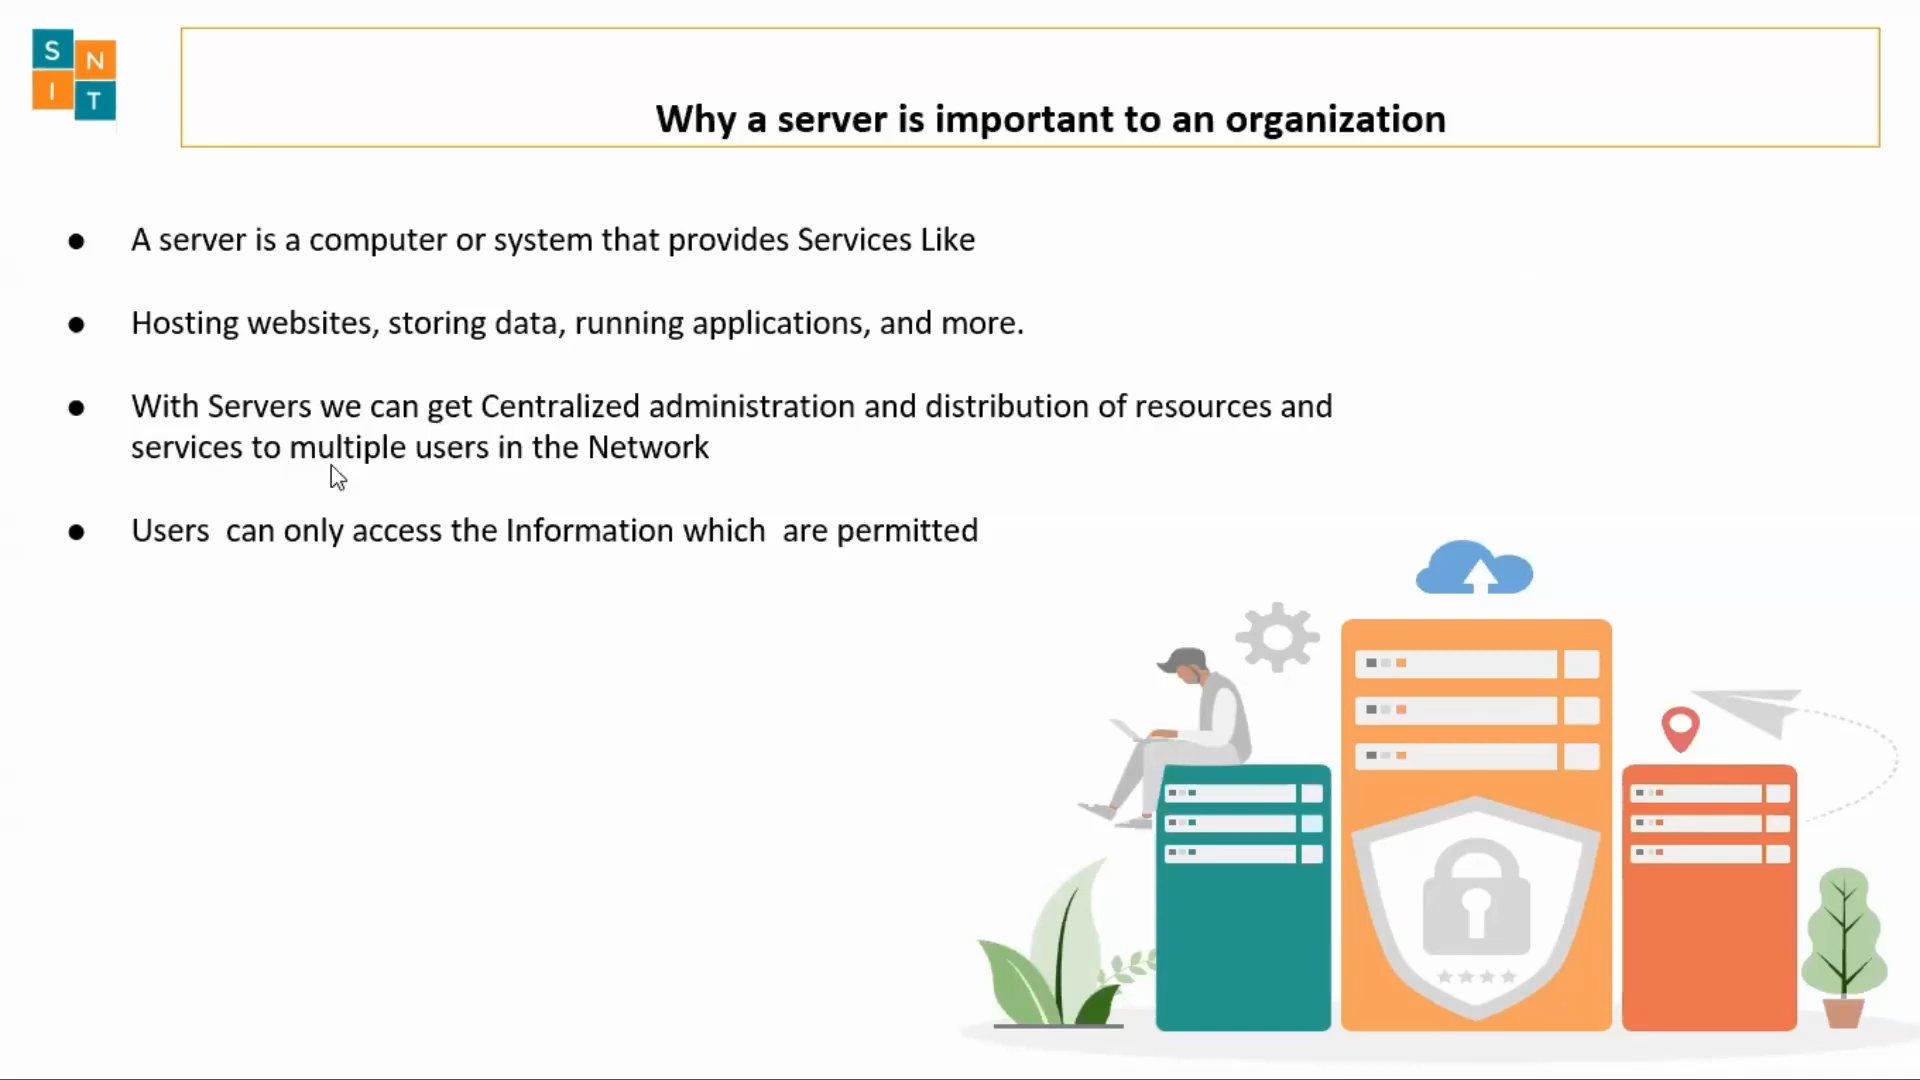 S N
I T
Why a server is important to an organization
● A server is a computer or system that provides Services Like
● Hosting websites, storing data, running applications, and more.
● With Servers we can get Centralized administration and distribution of resources and
services to multiple users in the Network
● Users  can only access the Information which  are permitted